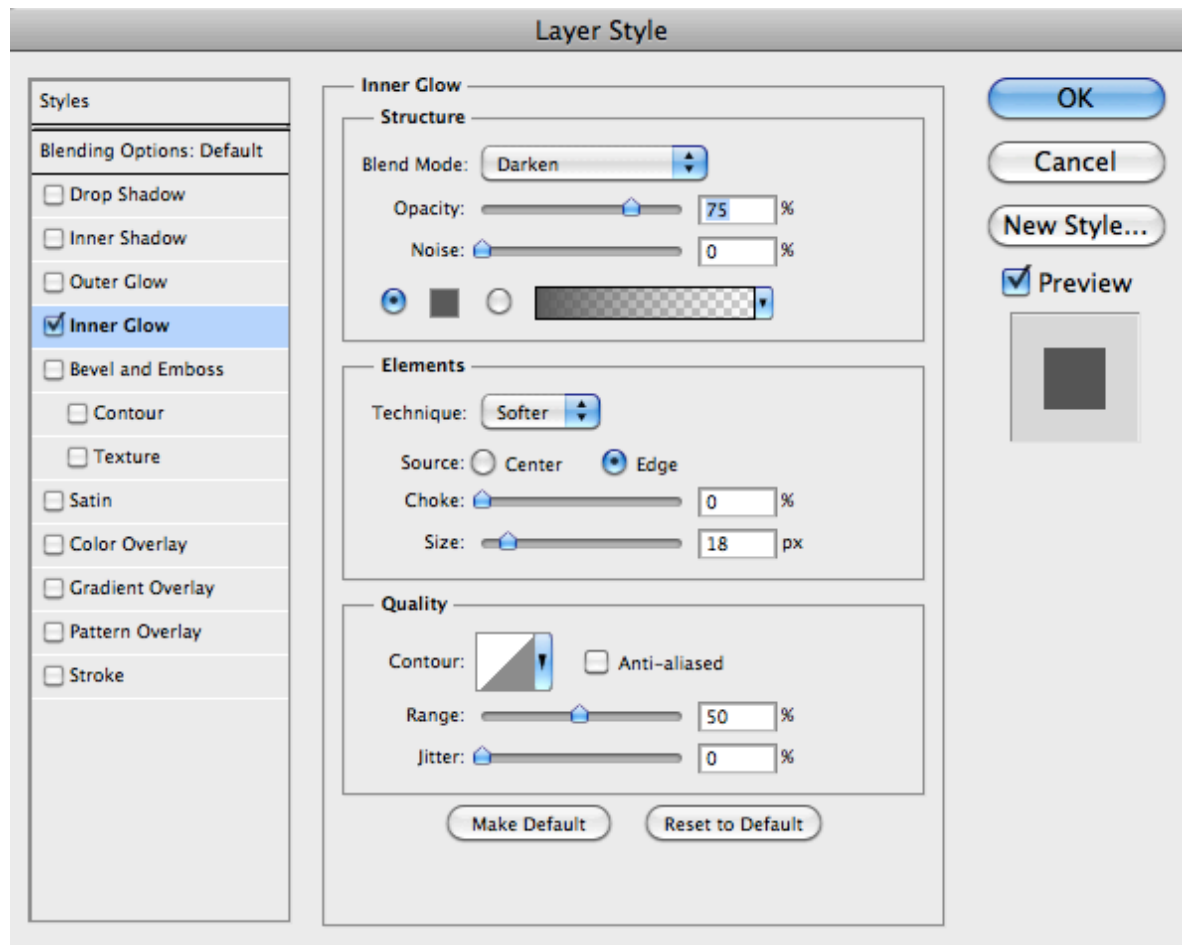 Layer Style
Styles
Blending Options: Default
Drop Shadow
Inner Shadow
Outer Glow
Inner Glow
Bevel and Emboss
Contour
Texture
Satin
Color Overlay
Gradient Overlay
Pattern Overlay
Stroke
Inner Glow
Structure
Blend Mode: Darken
Opacity: 75 %
Noise: 0 %
Elements
Technique: Softer
Source: Center Edge
Choke: 0 %
Size: 18 px
Quality
Contour: Anti-aliased
Range: 50 %
Jitter: 0 %
Make Default Reset to Default
OK
Cancel
New Style...
Preview